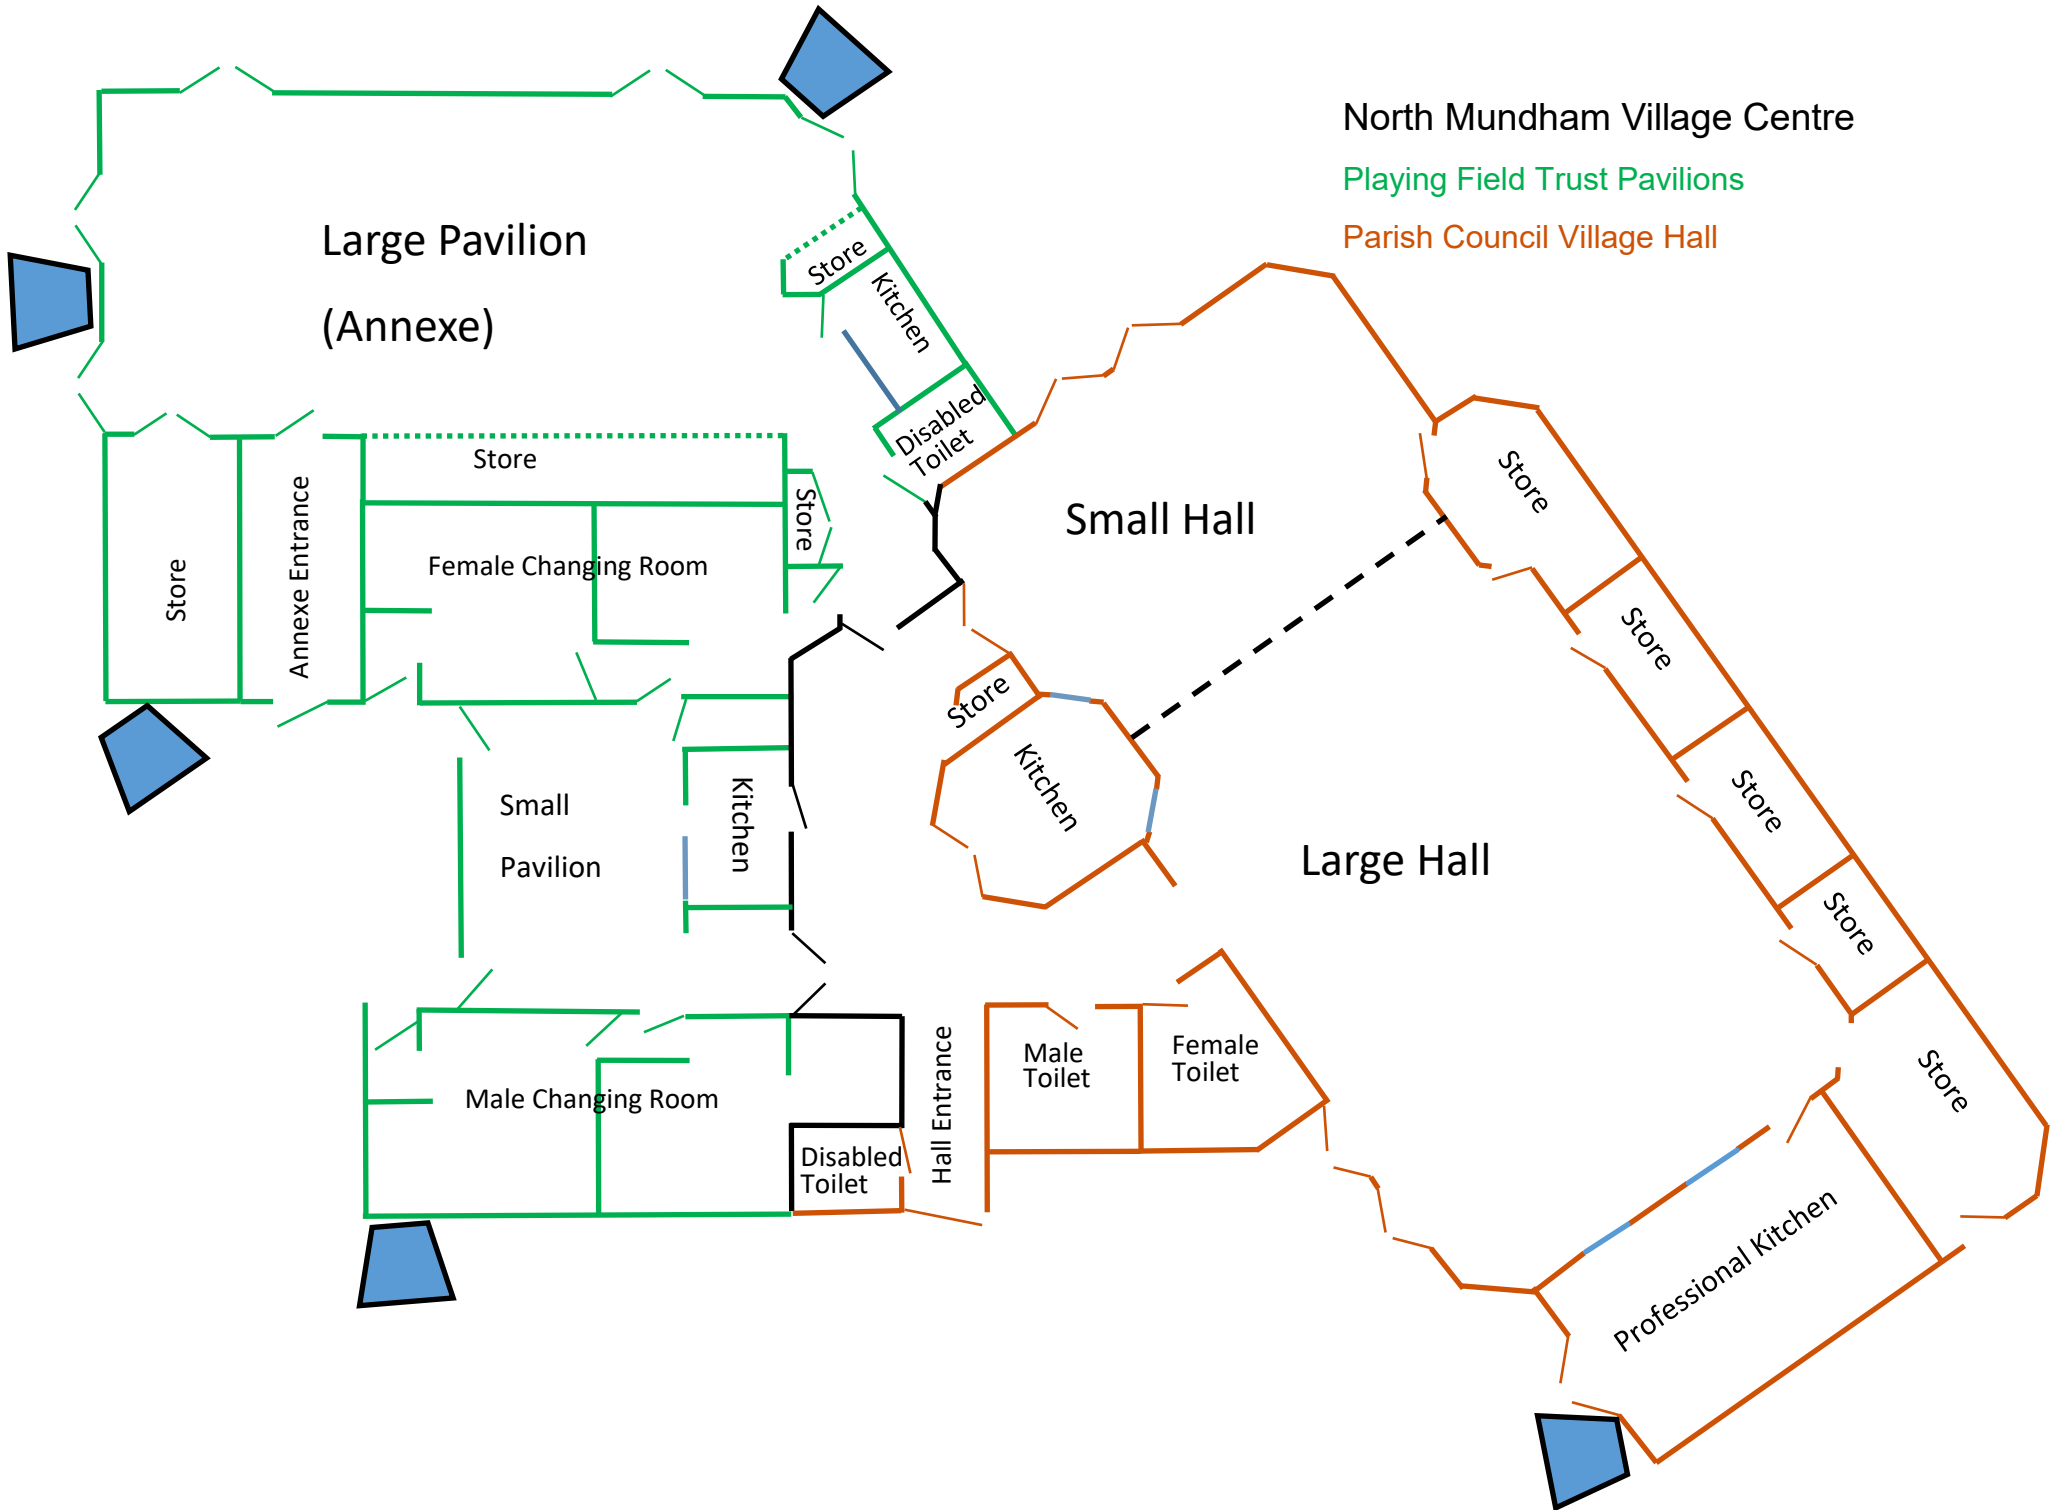 North Mundham Village Centre
Playing Field Trust Pavilions
Parish Council Village Hall
Large Pavilion
(Annexe)
Store
Kitchen
Disabled
Toilet
Store
Store
Female Changing Room
Annexe Entrance
Store
Small Hall
Store
Store
Store
Store
Store
Store
Kitchen
Small
Pavilion
Kitchen
Large Hall
Male Changing Room
Disabled
Toilet
Hall Entrance
Male
Toilet
Female
Toilet
Professional Kitchen